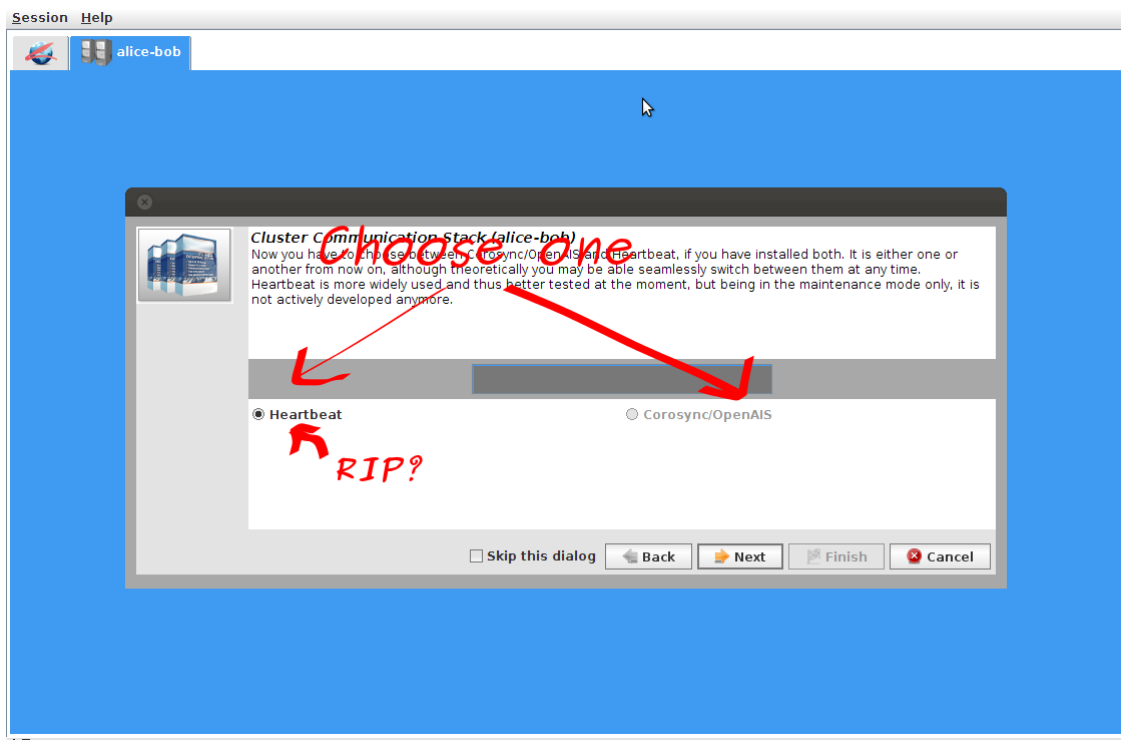 Session Help
alice-bob
Cluster Communication Stack (alice-bob)
Choose one
Now you have to choose between Corosync/OpenAIS and Heartbeat, if you have installed both. It is either one or
another from now on, although theoretically you may be able seamlessly switch between them at any time.
Heartbeat is more widely used and thus better tested at the moment, but being in the maintenance mode only, it is
not actively developed anymore.
Heartbeat Corosync/OpenAIS
RIP?
Skip this dialog Back Next Finish Cancel